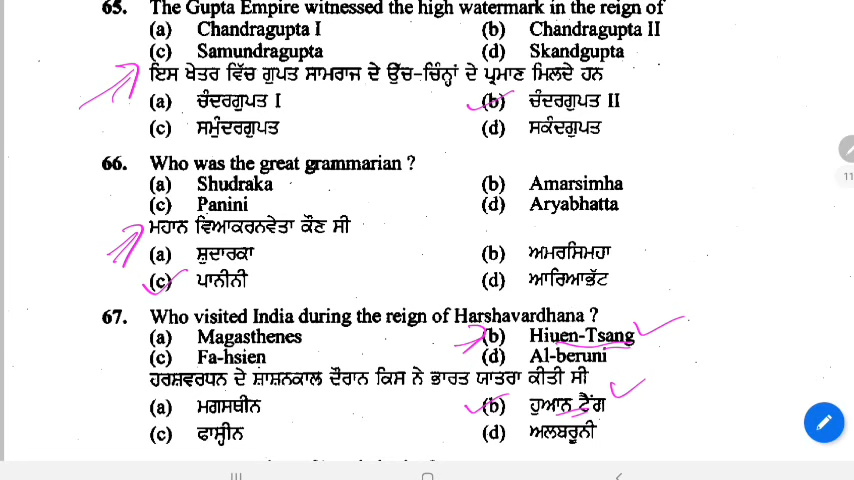 65. The Gupta Empire witnessed the high watermark in the reign of
(a) Chandragupta I (b) Chandragupta II
(c) Samundragupta (d) Skandgupta
ਇਸ ਖੇਤਰ ਵਿੱਚ ਗੁਪਤ ਸਾਮਰਾਜ ਦੇ ਉੱਚ-ਚਿੰਨ੍ਹਾਂ ਦੇ ਪ੍ਰਮਾਣ ਮਿਲਦੇ ਹਨ
(a) ਚੰਦਰਗੁਪਤ I (b) ਚੰਦਰਗੁਪਤ II
(c) ਸਮੁੰਦਰਗੁਪਤ (d) ਸਕੰਦਗੁਪਤ
66. Who was the great grammarian ?
(a) Shudraka (b) Amarsimha
(c) Panini (d) Aryabhatta
ਮਹਾਨ ਵਿਆਕਰਨਵੇਤਾ ਕੌਣ ਸੀ
(a) ਸ਼ੁਦਾਰਕਾ (b) ਅਮਰਸਿਮਹਾ
(c) ਪਾਨੀਨੀ (d) ਆਰਿਆਭੱਟ
67. Who visited India during the reign of Harshavardhana ?
(a) Magasthenes (b) Hiuen-Tsang
(c) Fa-hsien (d) Al-beruni
ਹਰਸ਼ਵਰਧਨ ਦੇ ਸ਼ਾਸ਼ਨਕਾਲ ਦੌਰਾਨ ਕਿਸ ਨੇ ਭਾਰਤ ਯਾਤਰਾ ਕੀਤੀ ਸੀ
(a) ਮਗਸਥੀਨ (b) ਹੁਆਨ ਟੈਂਗ
(c) ਫਾਸ੍ਹੀਨ (d) ਅਲਬਰੂਨੀ
11